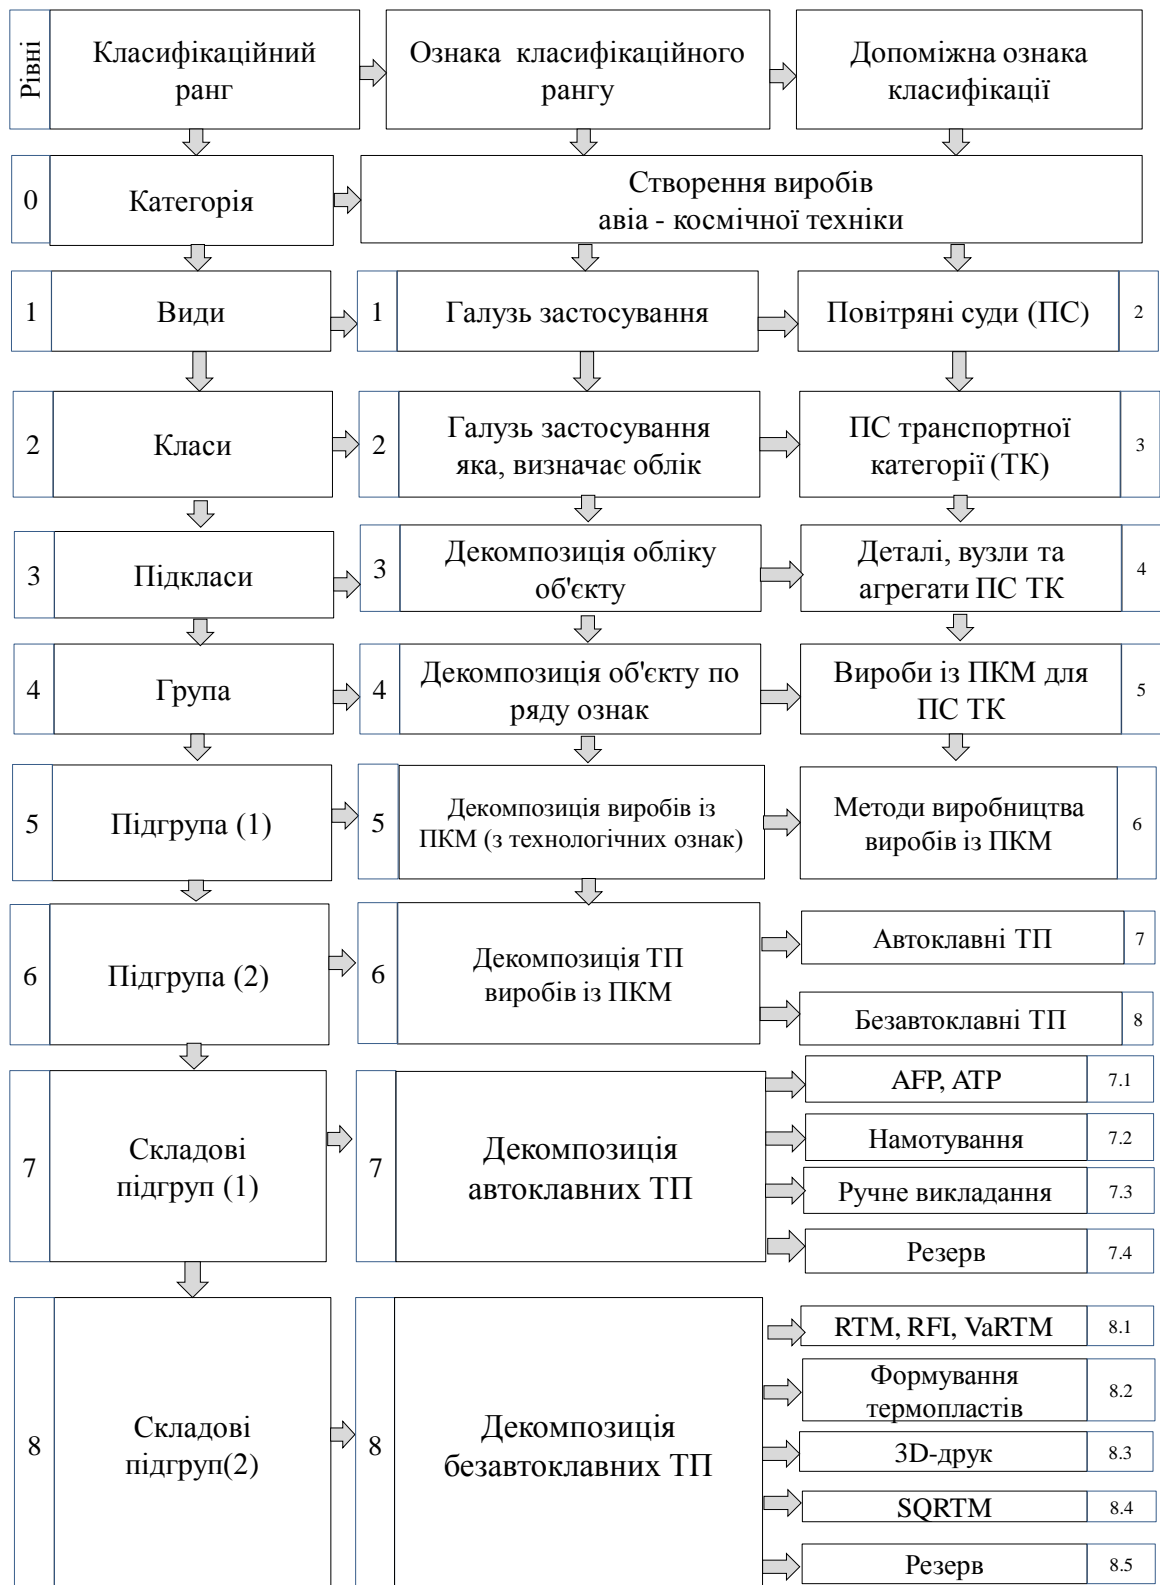 Рівні
Класифікаційний
ранг
Ознака класифікаційного
рангу
Допоміжна ознака
класифікації
0
Категорія
Створення виробів
авіа - космічної техніки
1
Види
1
Галузь застосування
Повітряні суди (ПС)
2
2
Класи
2
Галузь застосування
яка, визначає облік
ПС транспортної
категорії (ТК)
3
3
Підкласи
3
Декомпозиція обліку
об'єкту
Деталі, вузли та
агрегати ПС ТК
4
4
Група
4
Декомпозиція об'єкту по
ряду ознак
Вироби із ПКМ для
ПС ТК
5
5
Підгрупа (1)
5
Декомпозиція виробів із
ПКМ (з технологічних ознак)
Методи виробництва
виробів із ПКМ
6
6
Підгрупа (2)
6
Декомпозиція ТП
виробів із ПКМ
Автоклавні ТП
7
Безавтоклавні ТП
8
7
Складові
підгруп (1)
7
Декомпозиція
автоклавних ТП
AFP, ATP
7.1
Намотування
7.2
Ручне викладання
7.3
Резерв
7.4
8
Складові
підгруп(2)
8
Декомпозиція
безавтоклавних ТП
RTM, RFI, VaRTM
8.1
Формування
термопластів
8.2
3D-друк
8.3
SQRTM
8.4
Резерв
8.5